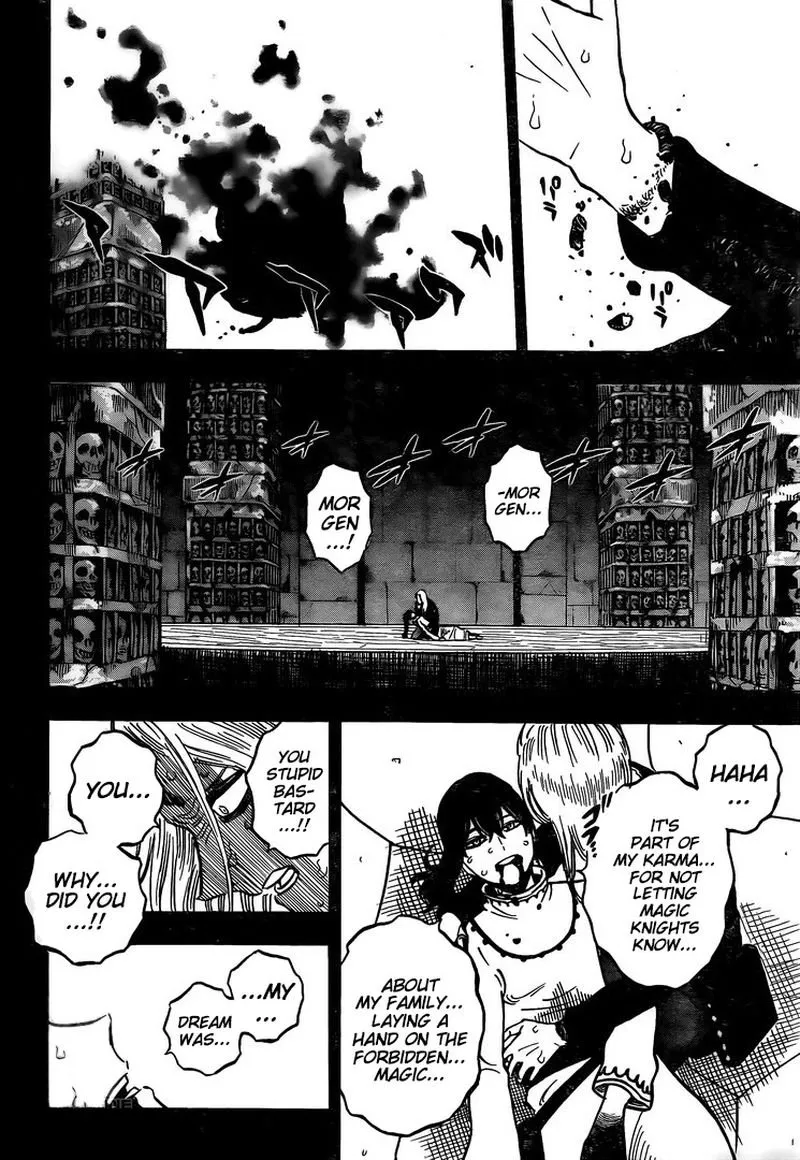 -MOR
GEN...
MOR
GEN
...!
HAHA
...
IT'S
PART OF
MY KARMA...
FOR NOT
LETTING
MAGIC
KNIGHTS
KNOW...
ABOUT
MY FAMILY...
LAYING A
HAND ON THE
FORBIDDEN...
MAGIC...
YOU
STUPID
BAS-
TARD
...!!
YOU...
WHY...
DID YOU
...!!
...MY
...
DREAM
WAS...